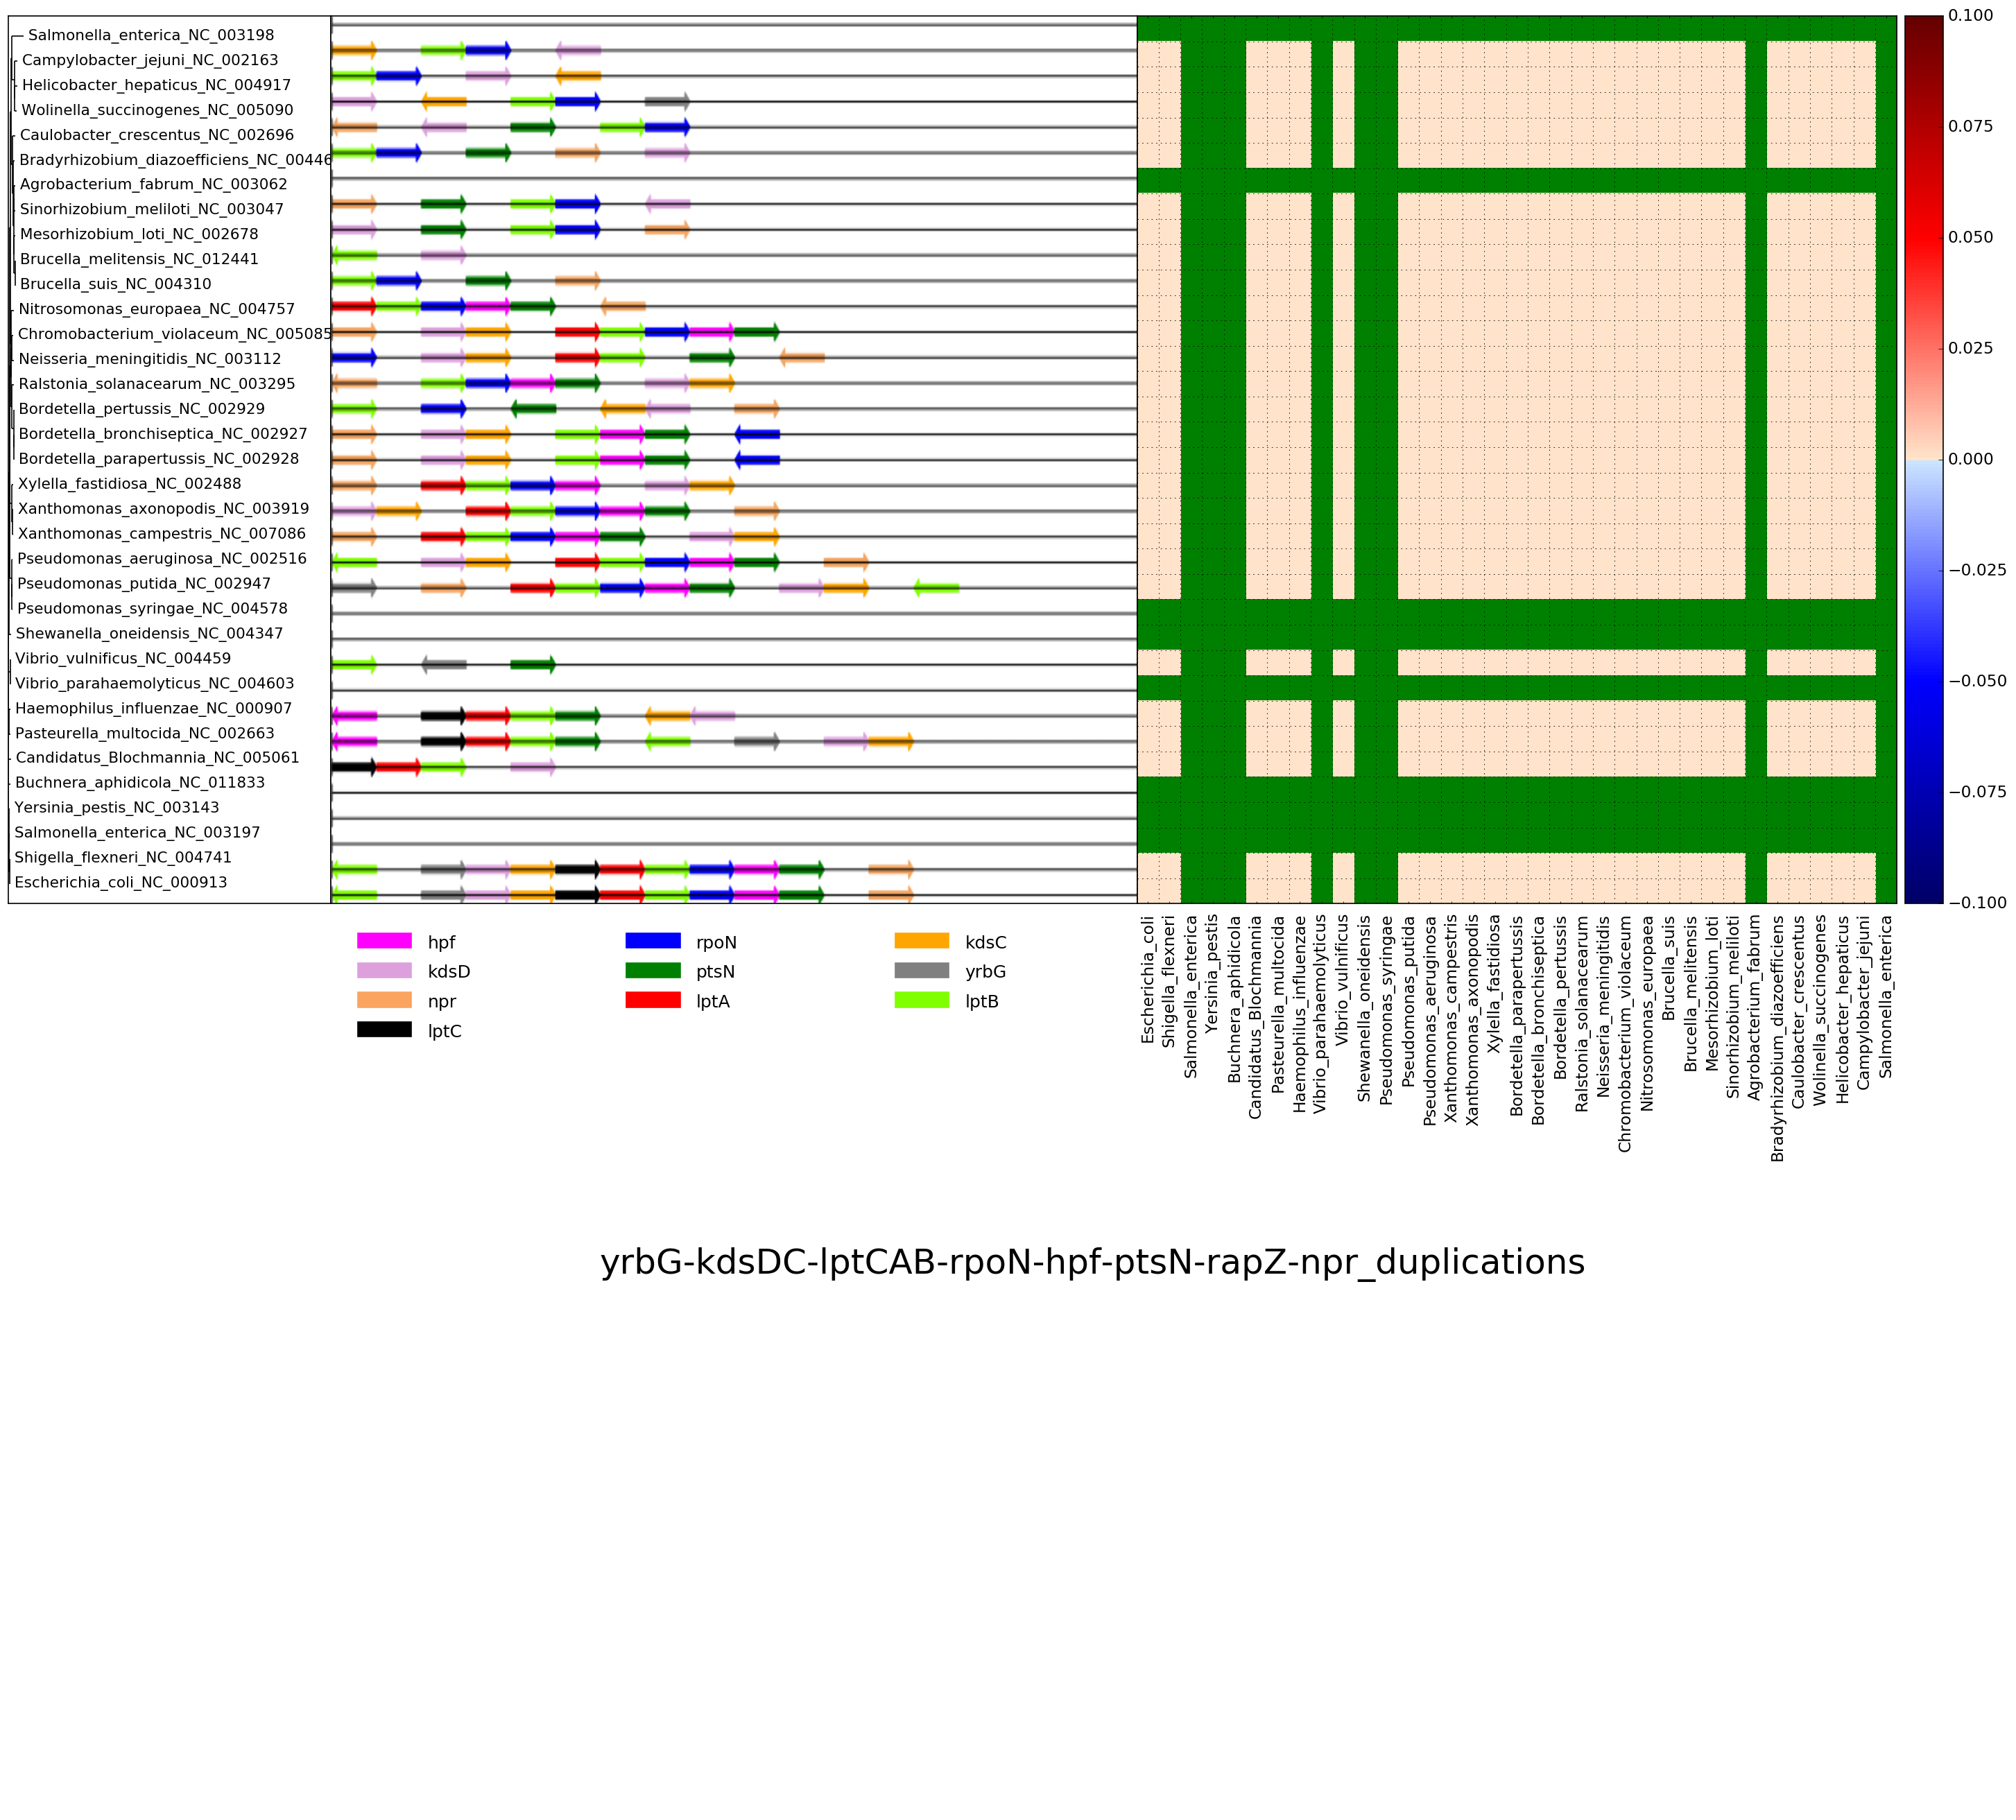 Salmonella_enterica_NC_003198
Campylobacter_jejuni_NC_002163
Helicobacter_hepaticus_NC_004917
Wolinella_succinogenes_NC_005090
Caulobacter_crescentus_NC_002696
Bradyrhizobium_diazoefficiens_NC_00446
Agrobacterium_fabrum_NC_003062
Sinorhizobium_meliloti_NC_003047
Mesorhizobium_loti_NC_002678
Brucella_melitensis_NC_012441
Brucella_suis_NC_004310
Nitrosomonas_europaea_NC_004757
Chromobacterium_violaceum_NC_005085
Neisseria_meningitidis_NC_003112
Ralstonia_solanacearum_NC_003295
Bordetella_pertussis_NC_002929
Bordetella_bronchiseptica_NC_002927
Bordetella_parapertussis_NC_002928
Xylella_fastidiosa_NC_002488
Xanthomonas_axonopodis_NC_003919
Xanthomonas_campestris_NC_007086
Pseudomonas_aeruginosa_NC_002516
Pseudomonas_putida_NC_002947
Pseudomonas_syringae_NC_004578
Shewanella_oneidensis_NC_004347
Vibrio_vulnificus_NC_004459
Vibrio_parahaemolyticus_NC_004603
Haemophilus_influenzae_NC_000907
Pasteurella_multocida_NC_002663
Candidatus_Blochmannia_NC_005061
Buchnera_aphidicola_NC_011833
Yersinia_pestis_NC_003143
Salmonella_enterica_NC_003197
Shigella_flexneri_NC_004741
Escherichia_coli_NC_000913
0.100
0.075
0.050
0.025
0.000
−0.025
−0.050
−0.075
−0.100
Escherichia_coli
Shigella_flexneri
Salmonella_enterica
Yersinia_pestis
Buchnera_aphidicola
Candidatus_Blochmannia
Pasteurella_multocida
Haemophilus_influenzae
Vibrio_parahaemolyticus
Vibrio_vulnificus
Shewanella_oneidensis
Pseudomonas_syringae
Pseudomonas_putida
Pseudomonas_aeruginosa
Xanthomonas_campestris
Xanthomonas_axonopodis
Xylella_fastidiosa
Bordetella_parapertussis
Bordetella_bronchiseptica
Bordetella_pertussis
Ralstonia_solanacearum
Neisseria_meningitidis
Chromobacterium_violaceum
Nitrosomonas_europaea
Brucella_suis
Brucella_melitensis
Mesorhizobium_loti
Sinorhizobium_meliloti
Agrobacterium_fabrum
Bradyrhizobium_diazoefficiens
Caulobacter_crescentus
Wolinella_succinogenes
Helicobacter_hepaticus
Campylobacter_jejuni
Salmonella_enterica
hpf rpoN kdsC
kdsD ptsN yrbG
npr lptA lptB
lptC
yrbG-kdsDC-lptCAB-rpoN-hpf-ptsN-rapZ-npr_duplications